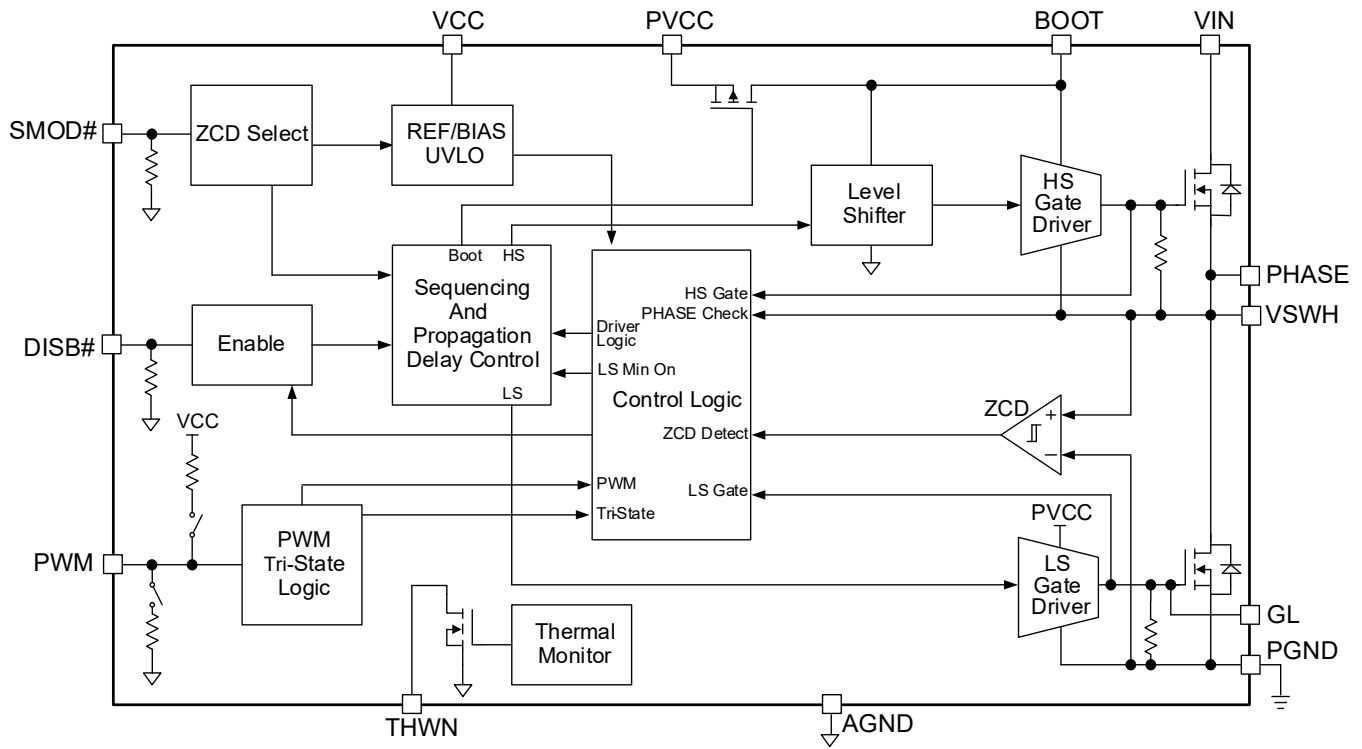 VCC
PVCC
BOOT
VIN
SMOD#
ZCD Select
REF/BIAS
UVLO
Level
Shifter
HS
Gate
Driver
Boot
HS
Sequencing
And
Propagation
Delay Control
LS
HS Gate
PHASE Check
PHASE
VSWH
DISB#
Enable
Driver
Logic
LS Min On
Control Logic
ZCD
+
−
ZCD Detect
VCC
PWM
LS Gate
Tri-State
PVCC
PWM
PWM
Tri-State
Logic
LS
Gate
Driver
GL
Thermal
Monitor
PGND
THWN
AGND